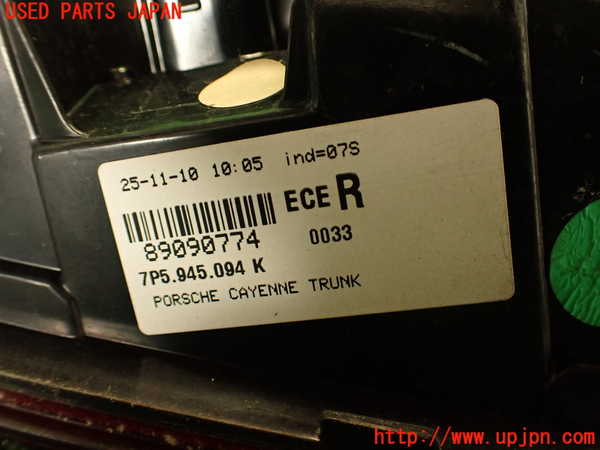 USED PARTS JAPAN
25-11-10 10:05 ind=07S
ECE R
89090774
0033
7P5.945.094 K
PORSCHE CAYENNE TRUNK
http://www.upjpn.com/